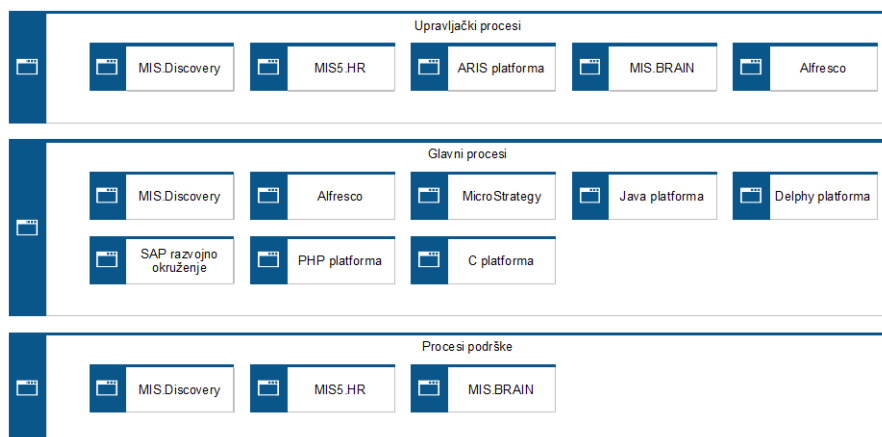 Upravljački procesi
MIS.Discovery
MIS5.HR
ARIS platforma
MIS.BRAIN
Alfresco
Glavni procesi
MIS.Discovery
Alfresco
MicroStrategy
Java platforma
Delphy platforma
SAP razvojno
okruženje
PHP platforma
C platforma
Procesi podrške
MIS.Discovery
MIS5.HR
MIS.BRAIN